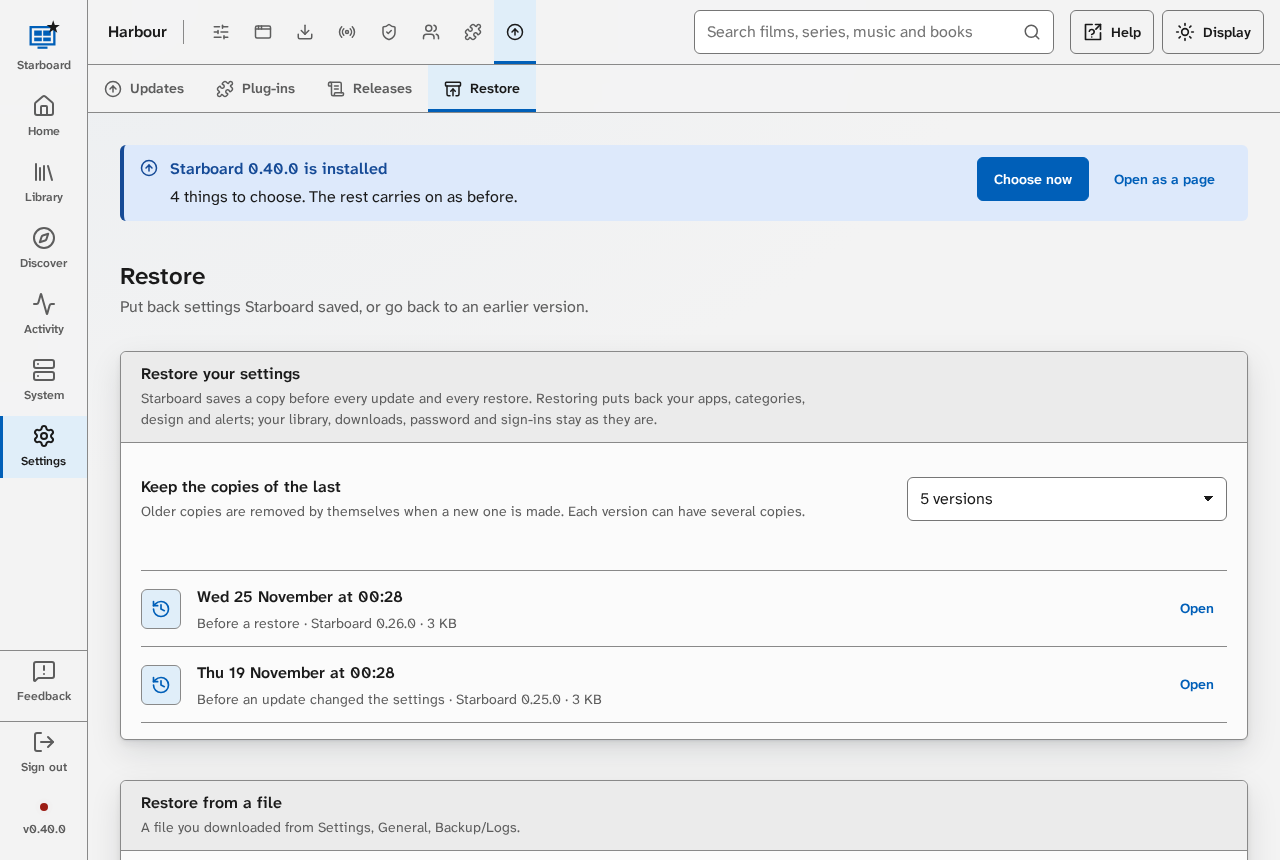 Starboard
Home
Library
Discover
Activity
System
Settings
Feedback
Sign out
v0.40.0
Harbour
Search films, series, music and books
Help
Display
Updates
Plug-ins
Releases
Restore
Starboard 0.40.0 is installed
4 things to choose. The rest carries on as before.
Choose now
Open as a page
Restore
Put back settings Starboard saved, or go back to an earlier version.
Restore your settings
Starboard saves a copy before every update and every restore. Restoring puts back your apps, categories,
design and alerts; your library, downloads, password and sign-ins stay as they are.
Keep the copies of the last
Older copies are removed by themselves when a new one is made. Each version can have several copies.
5 versions
Wed 25 November at 00:28
Before a restore · Starboard 0.26.0 · 3 KB
Open
Thu 19 November at 00:28
Before an update changed the settings · Starboard 0.25.0 · 3 KB
Open
Restore from a file
A file you downloaded from Settings, General, Backup/Logs.